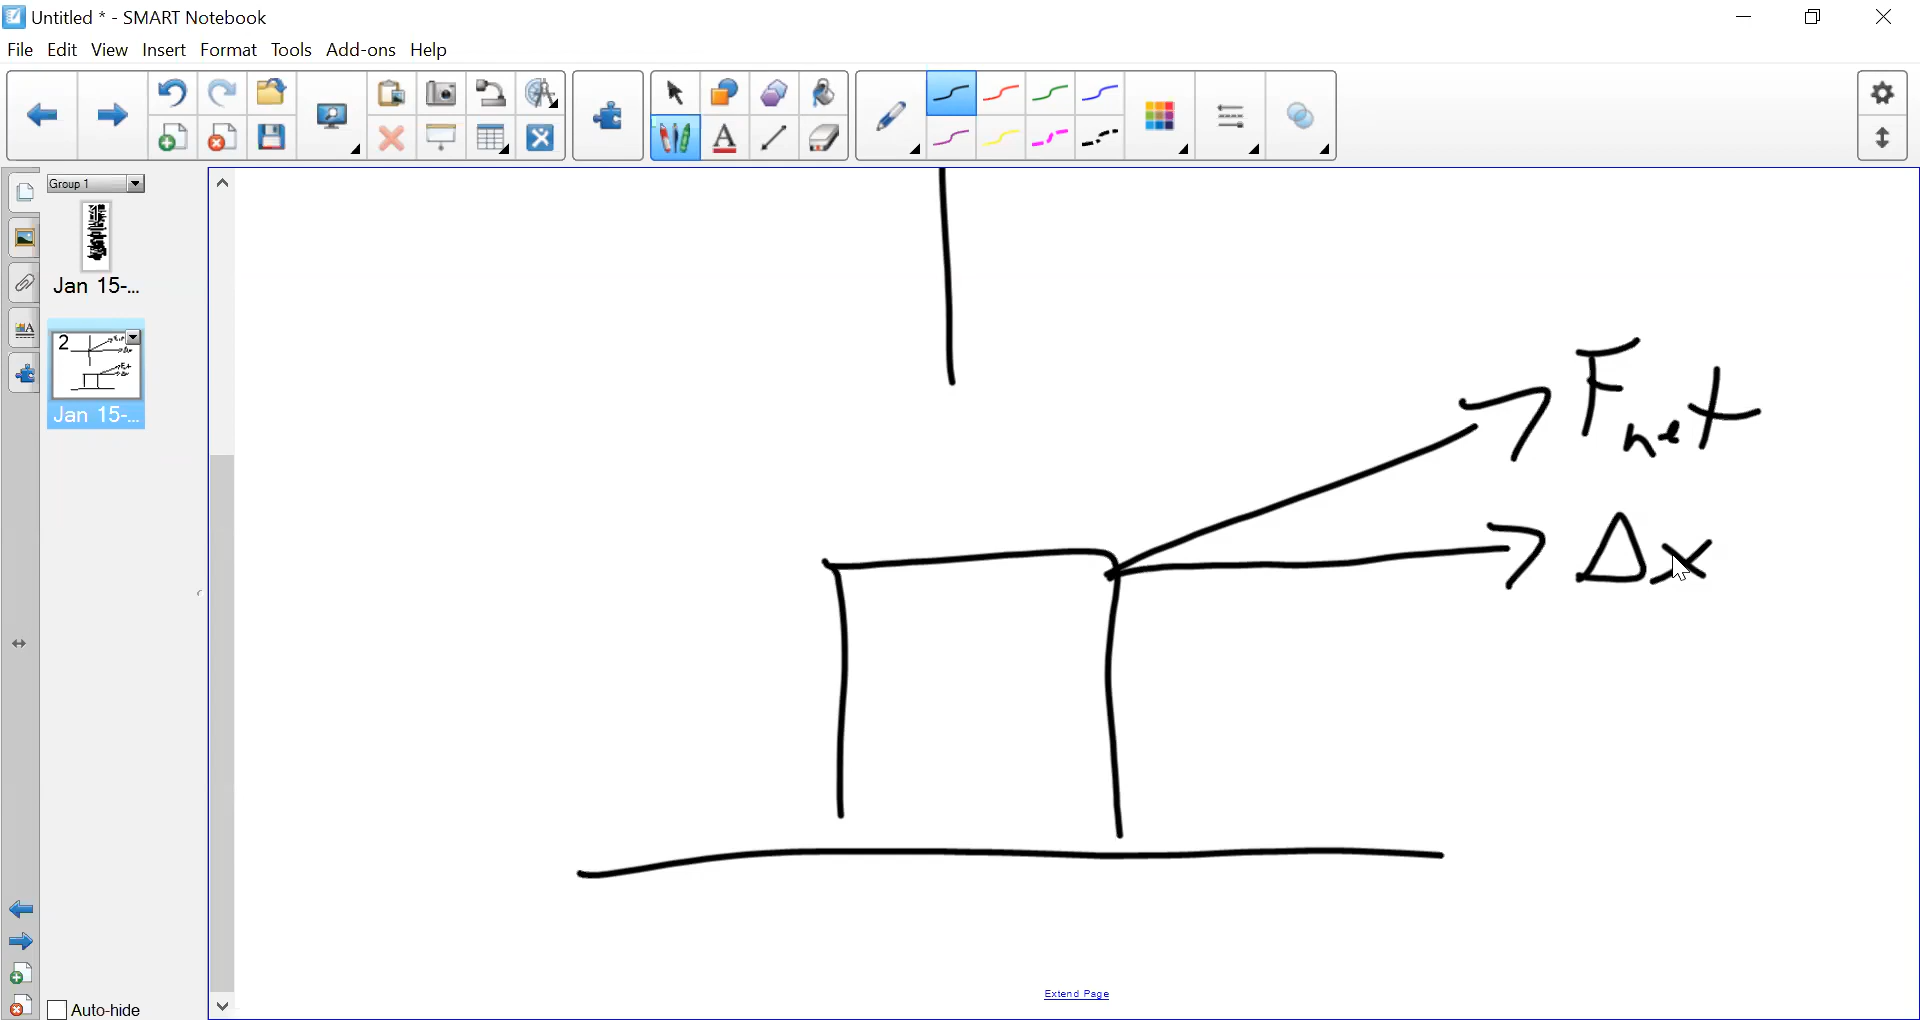 Untitled * - SMART Notebook
File Edit View Insert Format Tools Add-ons Help
Group 1
Jan 15-...
2
Jan 15-...
F net
Δx
Extend Page
Auto-hide